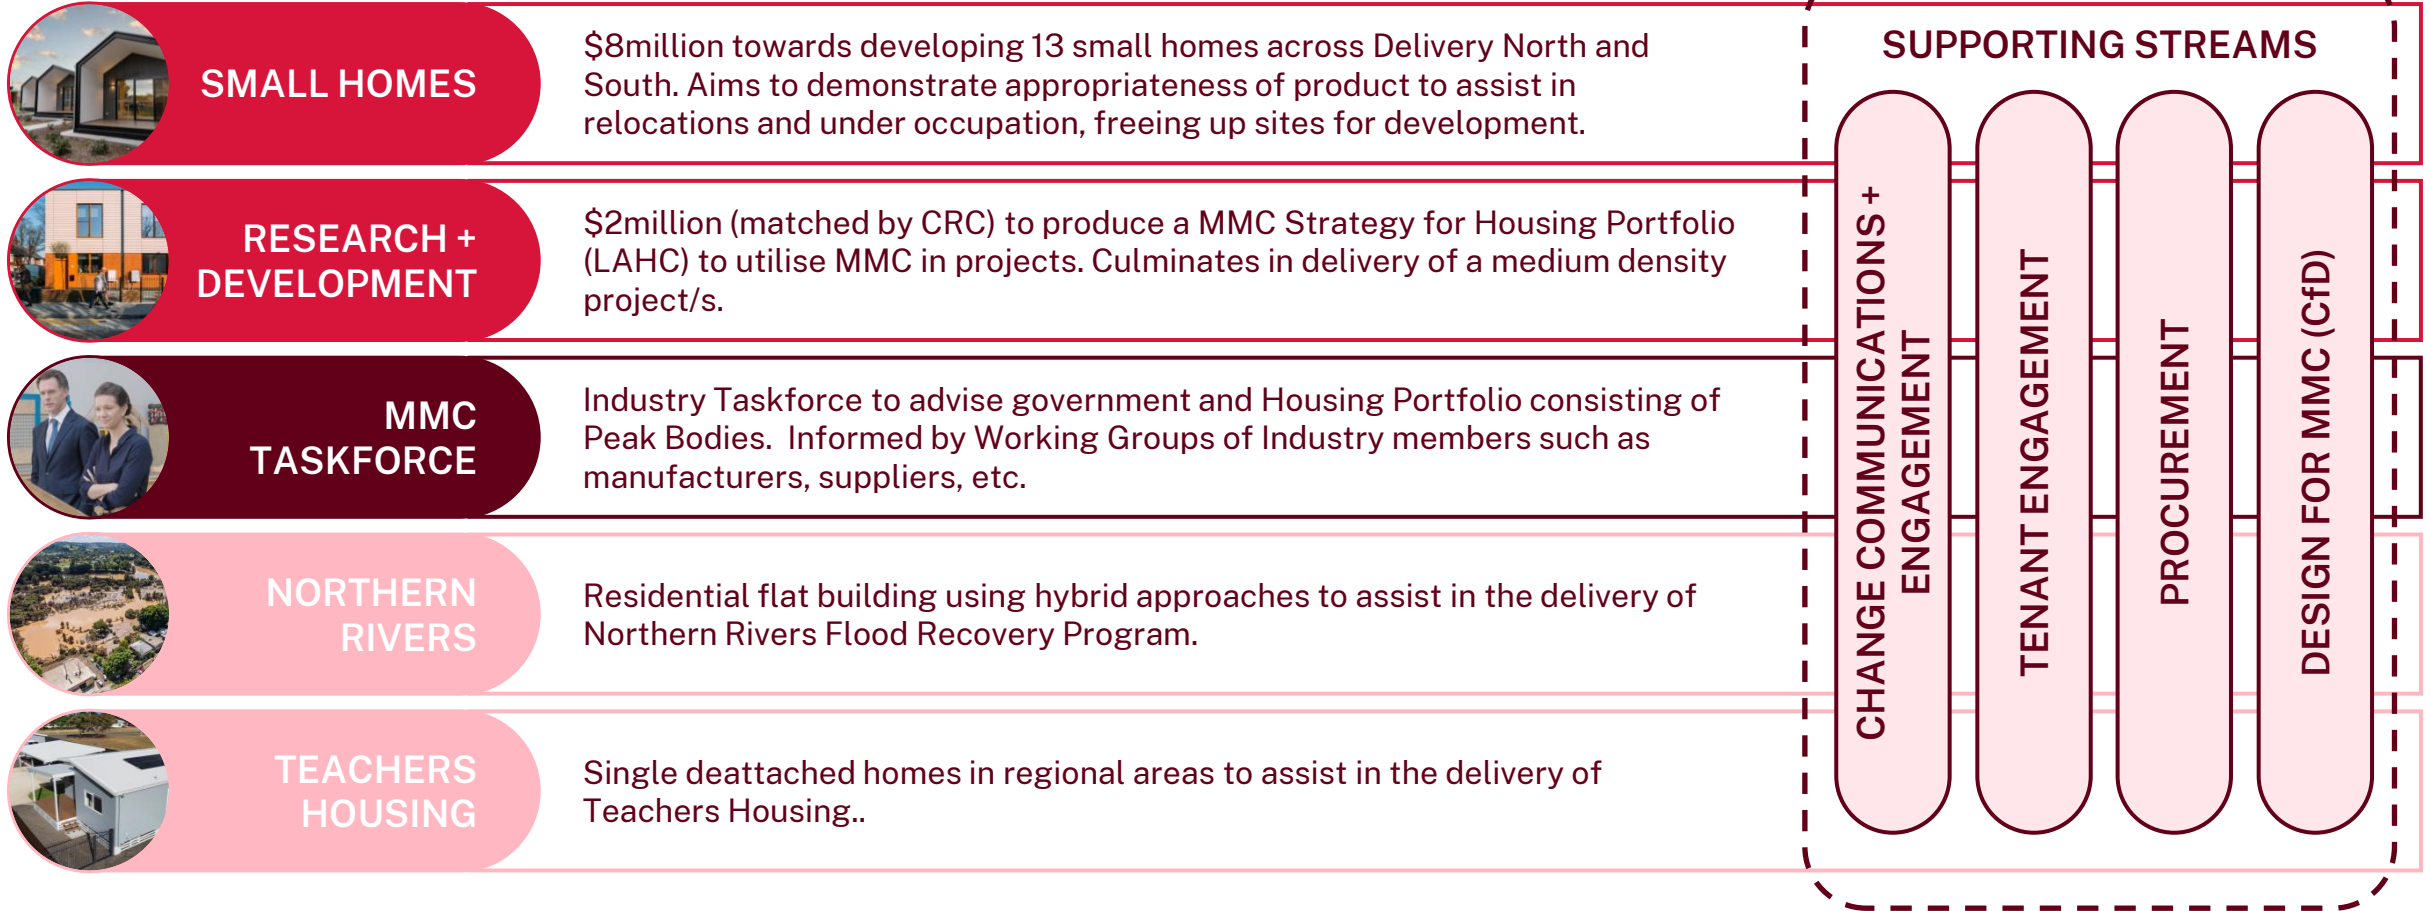 SMALL HOMES
$8million towards developing 13 small homes across Delivery North and
South. Aims to demonstrate appropriateness of product to assist in
relocations and under occupation, freeing up sites for development.
RESEARCH +
DEVELOPMENT
$2million (matched by CRC) to produce a MMC Strategy for Housing Portfolio
(LAHC) to utilise MMC in projects. Culminates in delivery of a medium density
project/s.
MMC
TASKFORCE
Industry Taskforce to advise government and Housing Portfolio consisting of
Peak Bodies.  Informed by Working Groups of Industry members such as
manufacturers, suppliers, etc.
NORTHERN
RIVERS
Residential flat building using hybrid approaches to assist in the delivery of
Northern Rivers Flood Recovery Program.
TEACHERS
HOUSING
Single deattached homes in regional areas to assist in the delivery of
Teachers Housing..
SUPPORTING STREAMS
CHANGE COMMUNICATIONS +
ENGAGEMENT
TENANT ENGAGEMENT
PROCUREMENT
DESIGN FOR MMC (CfD)